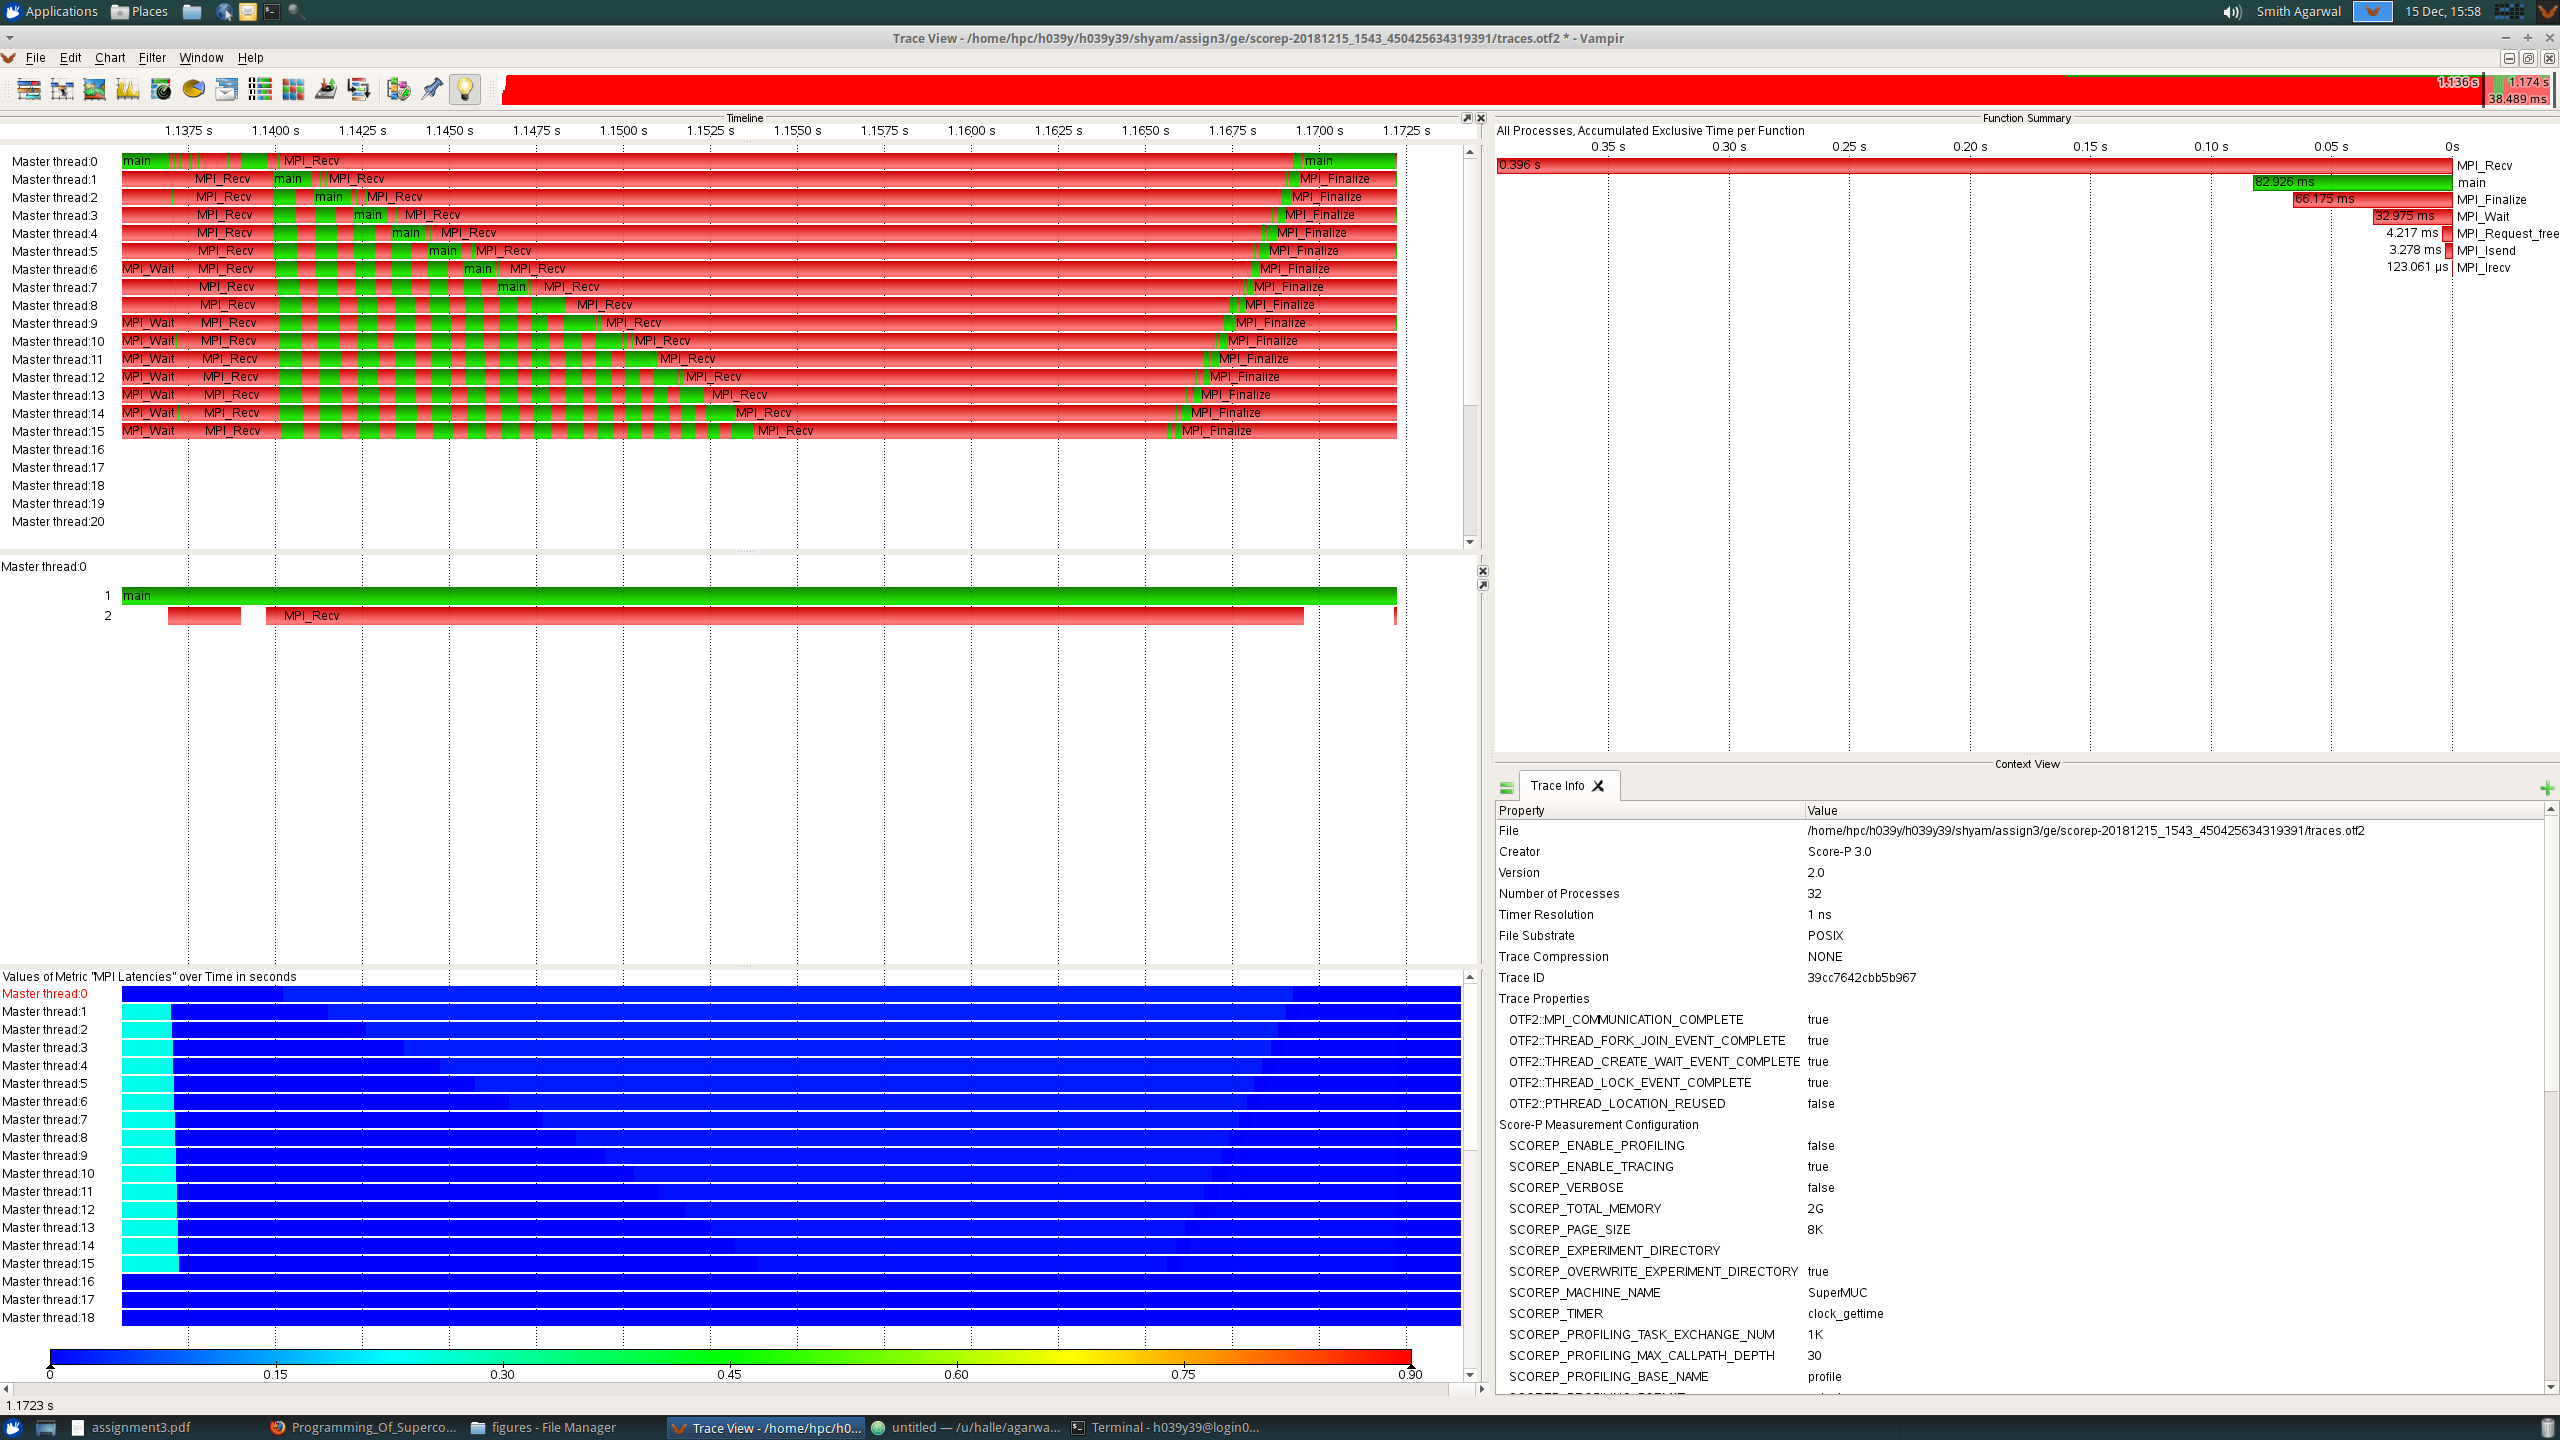 Applications Places Smith Agarwal 15 Dec, 15:58
Trace View - /home/hpc/h039y/h039y39/shyam/assign3/ge/scorep-20181215_1543_450425634319391/traces.otf2 * - Vampir
File Edit Chart Filter Window Help
1.136 s 1.174 s
38.489 ms
Timeline
1.1375 s 1.1400 s 1.1425 s 1.1450 s 1.1475 s 1.1500 s 1.1525 s 1.1550 s 1.1575 s 1.1600 s 1.1625 s 1.1650 s 1.1675 s 1.1700 s 1.1725 s
Master thread:0 main MPI_Recv main
Master thread:1 MPI_Recv main MPI_Recv MPI_Finalize
Master thread:2 MPI_Recv main MPI_Recv MPI_Finalize
Master thread:3 MPI_Recv main MPI_Recv MPI_Finalize
Master thread:4 MPI_Recv main MPI_Recv MPI_Finalize
Master thread:5 MPI_Recv main MPI_Recv MPI_Finalize
Master thread:6 MPI_Wait MPI_Recv main MPI_Recv MPI_Finalize
Master thread:7 MPI_Recv main MPI_Recv MPI_Finalize
Master thread:8 MPI_Recv MPI_Recv MPI_Finalize
Master thread:9 MPI_Wait MPI_Recv MPI_Recv MPI_Finalize
Master thread:10 MPI_Wait MPI_Recv MPI_Recv MPI_Finalize
Master thread:11 MPI_Wait MPI_Recv MPI_Recv MPI_Finalize
Master thread:12 MPI_Wait MPI_Recv MPI_Recv MPI_Finalize
Master thread:13 MPI_Wait MPI_Recv MPI_Recv MPI_Finalize
Master thread:14 MPI_Wait MPI_Recv MPI_Recv MPI_Finalize
Master thread:15 MPI_Wait MPI_Recv MPI_Recv MPI_Finalize
Master thread:16
Master thread:17
Master thread:18
Master thread:19
Master thread:20
Master thread:0
1 main
2 MPI_Recv
Values of Metric "MPI Latencies" over Time in seconds
Master thread:0
Master thread:1
Master thread:2
Master thread:3
Master thread:4
Master thread:5
Master thread:6
Master thread:7
Master thread:8
Master thread:9
Master thread:10
Master thread:11
Master thread:12
Master thread:13
Master thread:14
Master thread:15
Master thread:16
Master thread:17
Master thread:18
0 0.15 0.30 0.45 0.60 0.75 0.90
1.1723 s
Function Summary
All Processes, Accumulated Exclusive Time per Function
0.35 s 0.30 s 0.25 s 0.20 s 0.15 s 0.10 s 0.05 s 0s
0.396 s MPI_Recv
82.926 ms main
66.175 ms MPI_Finalize
32.975 ms MPI_Wait
4.217 ms MPI_Request_free
3.278 ms MPI_Isend
123.061 µs MPI_Irecv
Context View
Trace Info
Property Value
File /home/hpc/h039y/h039y39/shyam/assign3/ge/scorep-20181215_1543_450425634319391/traces.otf2
Creator Score-P 3.0
Version 2.0
Number of Processes 32
Timer Resolution 1 ns
File Substrate POSIX
Trace Compression NONE
Trace ID 39cc7642cbb5b967
Trace Properties
OTF2::MPI_COMMUNICATION_COMPLETE true
OTF2::THREAD_FORK_JOIN_EVENT_COMPLETE true
OTF2::THREAD_CREATE_WAIT_EVENT_COMPLETE true
OTF2::THREAD_LOCK_EVENT_COMPLETE true
OTF2::PTHREAD_LOCATION_REUSED false
Score-P Measurement Configuration
SCOREP_ENABLE_PROFILING false
SCOREP_ENABLE_TRACING true
SCOREP_VERBOSE false
SCOREP_TOTAL_MEMORY 2G
SCOREP_PAGE_SIZE 8K
SCOREP_EXPERIMENT_DIRECTORY
SCOREP_OVERWRITE_EXPERIMENT_DIRECTORY true
SCOREP_MACHINE_NAME SuperMUC
SCOREP_TIMER clock_gettime
SCOREP_PROFILING_TASK_EXCHANGE_NUM 1K
SCOREP_PROFILING_MAX_CALLPATH_DEPTH 30
SCOREP_PROFILING_BASE_NAME profile
assignment3.pdf Programming_Of_Superco... figures - File Manager Trace View - /home/hpc/h0... untitled — /u/halle/agarwa... Terminal - h039y39@login0...